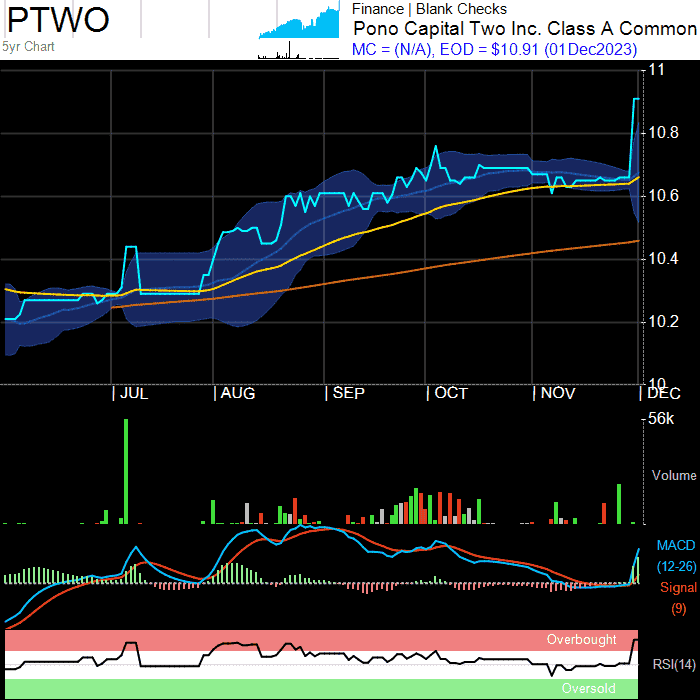 PTWO
5yr Chart
Finance | Blank Checks
Pono Capital Two Inc. Class A Common
MC = (N/A), EOD = $10.91 (01Dec2023)
11
10.8
10.6
10.4
10.2
10
JUL
AUG
SEP
OCT
NOV
DEC
56k
Volume
MACD
(12-26)
Signal
(9)
Overbought
RSI(14)
Oversold